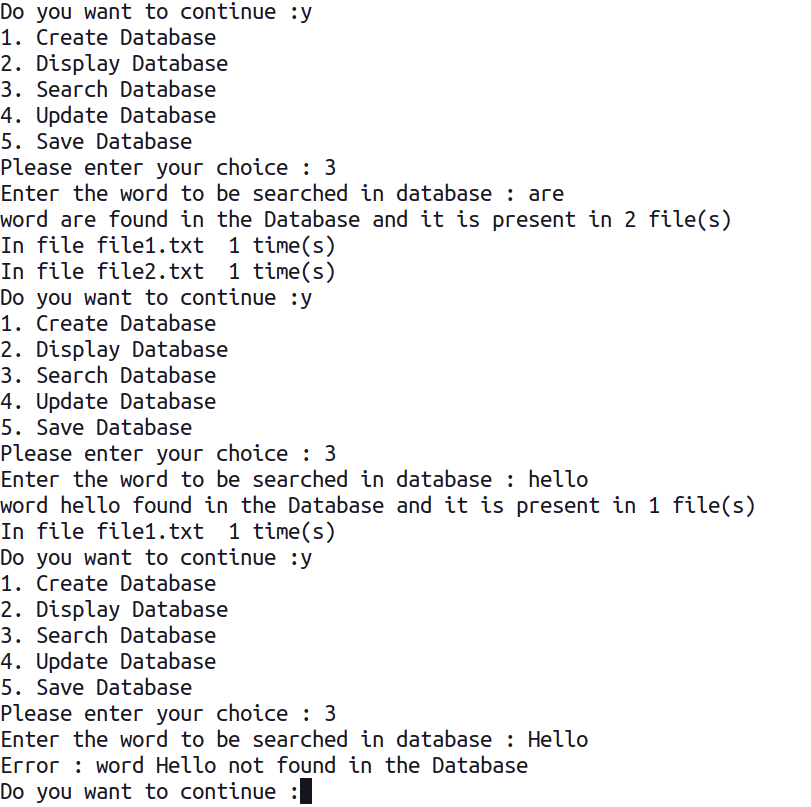 Do you want to continue :y
1. Create Database
2. Display Database
3. Search Database
4. Update Database
5. Save Database
Please enter your choice : 3
Enter the word to be searched in database : are
word are found in the Database and it is present in 2 file(s)
In file file1.txt  1 time(s)
In file file2.txt  1 time(s)
Do you want to continue :y
1. Create Database
2. Display Database
3. Search Database
4. Update Database
5. Save Database
Please enter your choice : 3
Enter the word to be searched in database : hello
word hello found in the Database and it is present in 1 file(s)
In file file1.txt  1 time(s)
Do you want to continue :y
1. Create Database
2. Display Database
3. Search Database
4. Update Database
5. Save Database
Please enter your choice : 3
Enter the word to be searched in database : Hello
Error : word Hello not found in the Database
Do you want to continue :